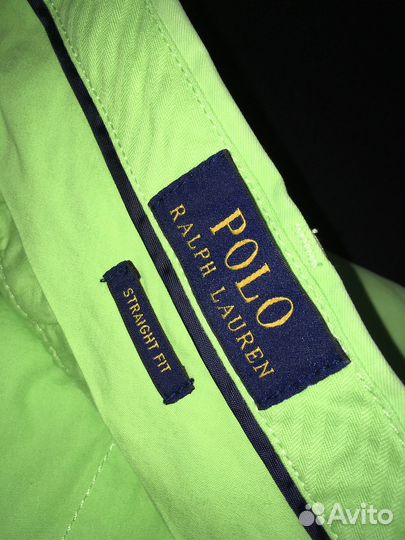 POLO
RALPH LAUREN
STRAIGHT FIT
Avito